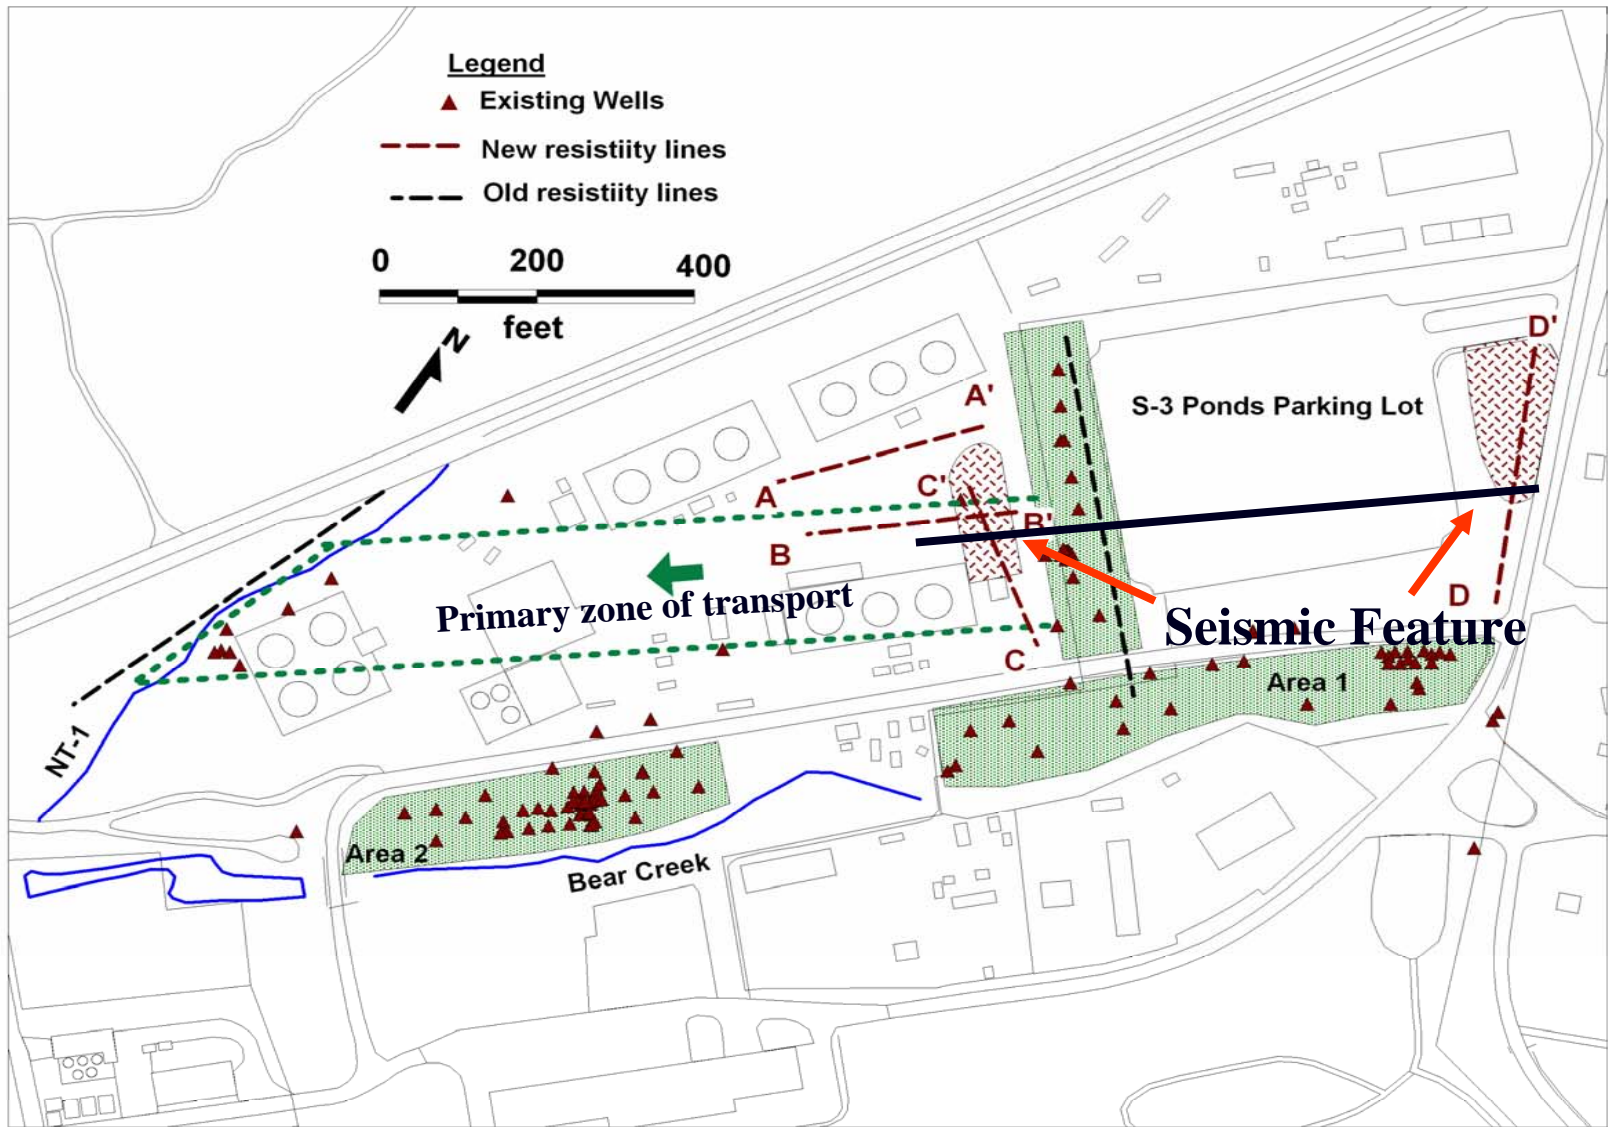 Legend
Existing Wells
New resistiity lines
Old resistiity lines
0 200 400
feet
N
D'
A'
S-3 Ponds Parking Lot
C'
A
B'
B
Primary zone of transport
D
Seismic Feature
C
Area 1
NT-1
Area 2
Bear Creek